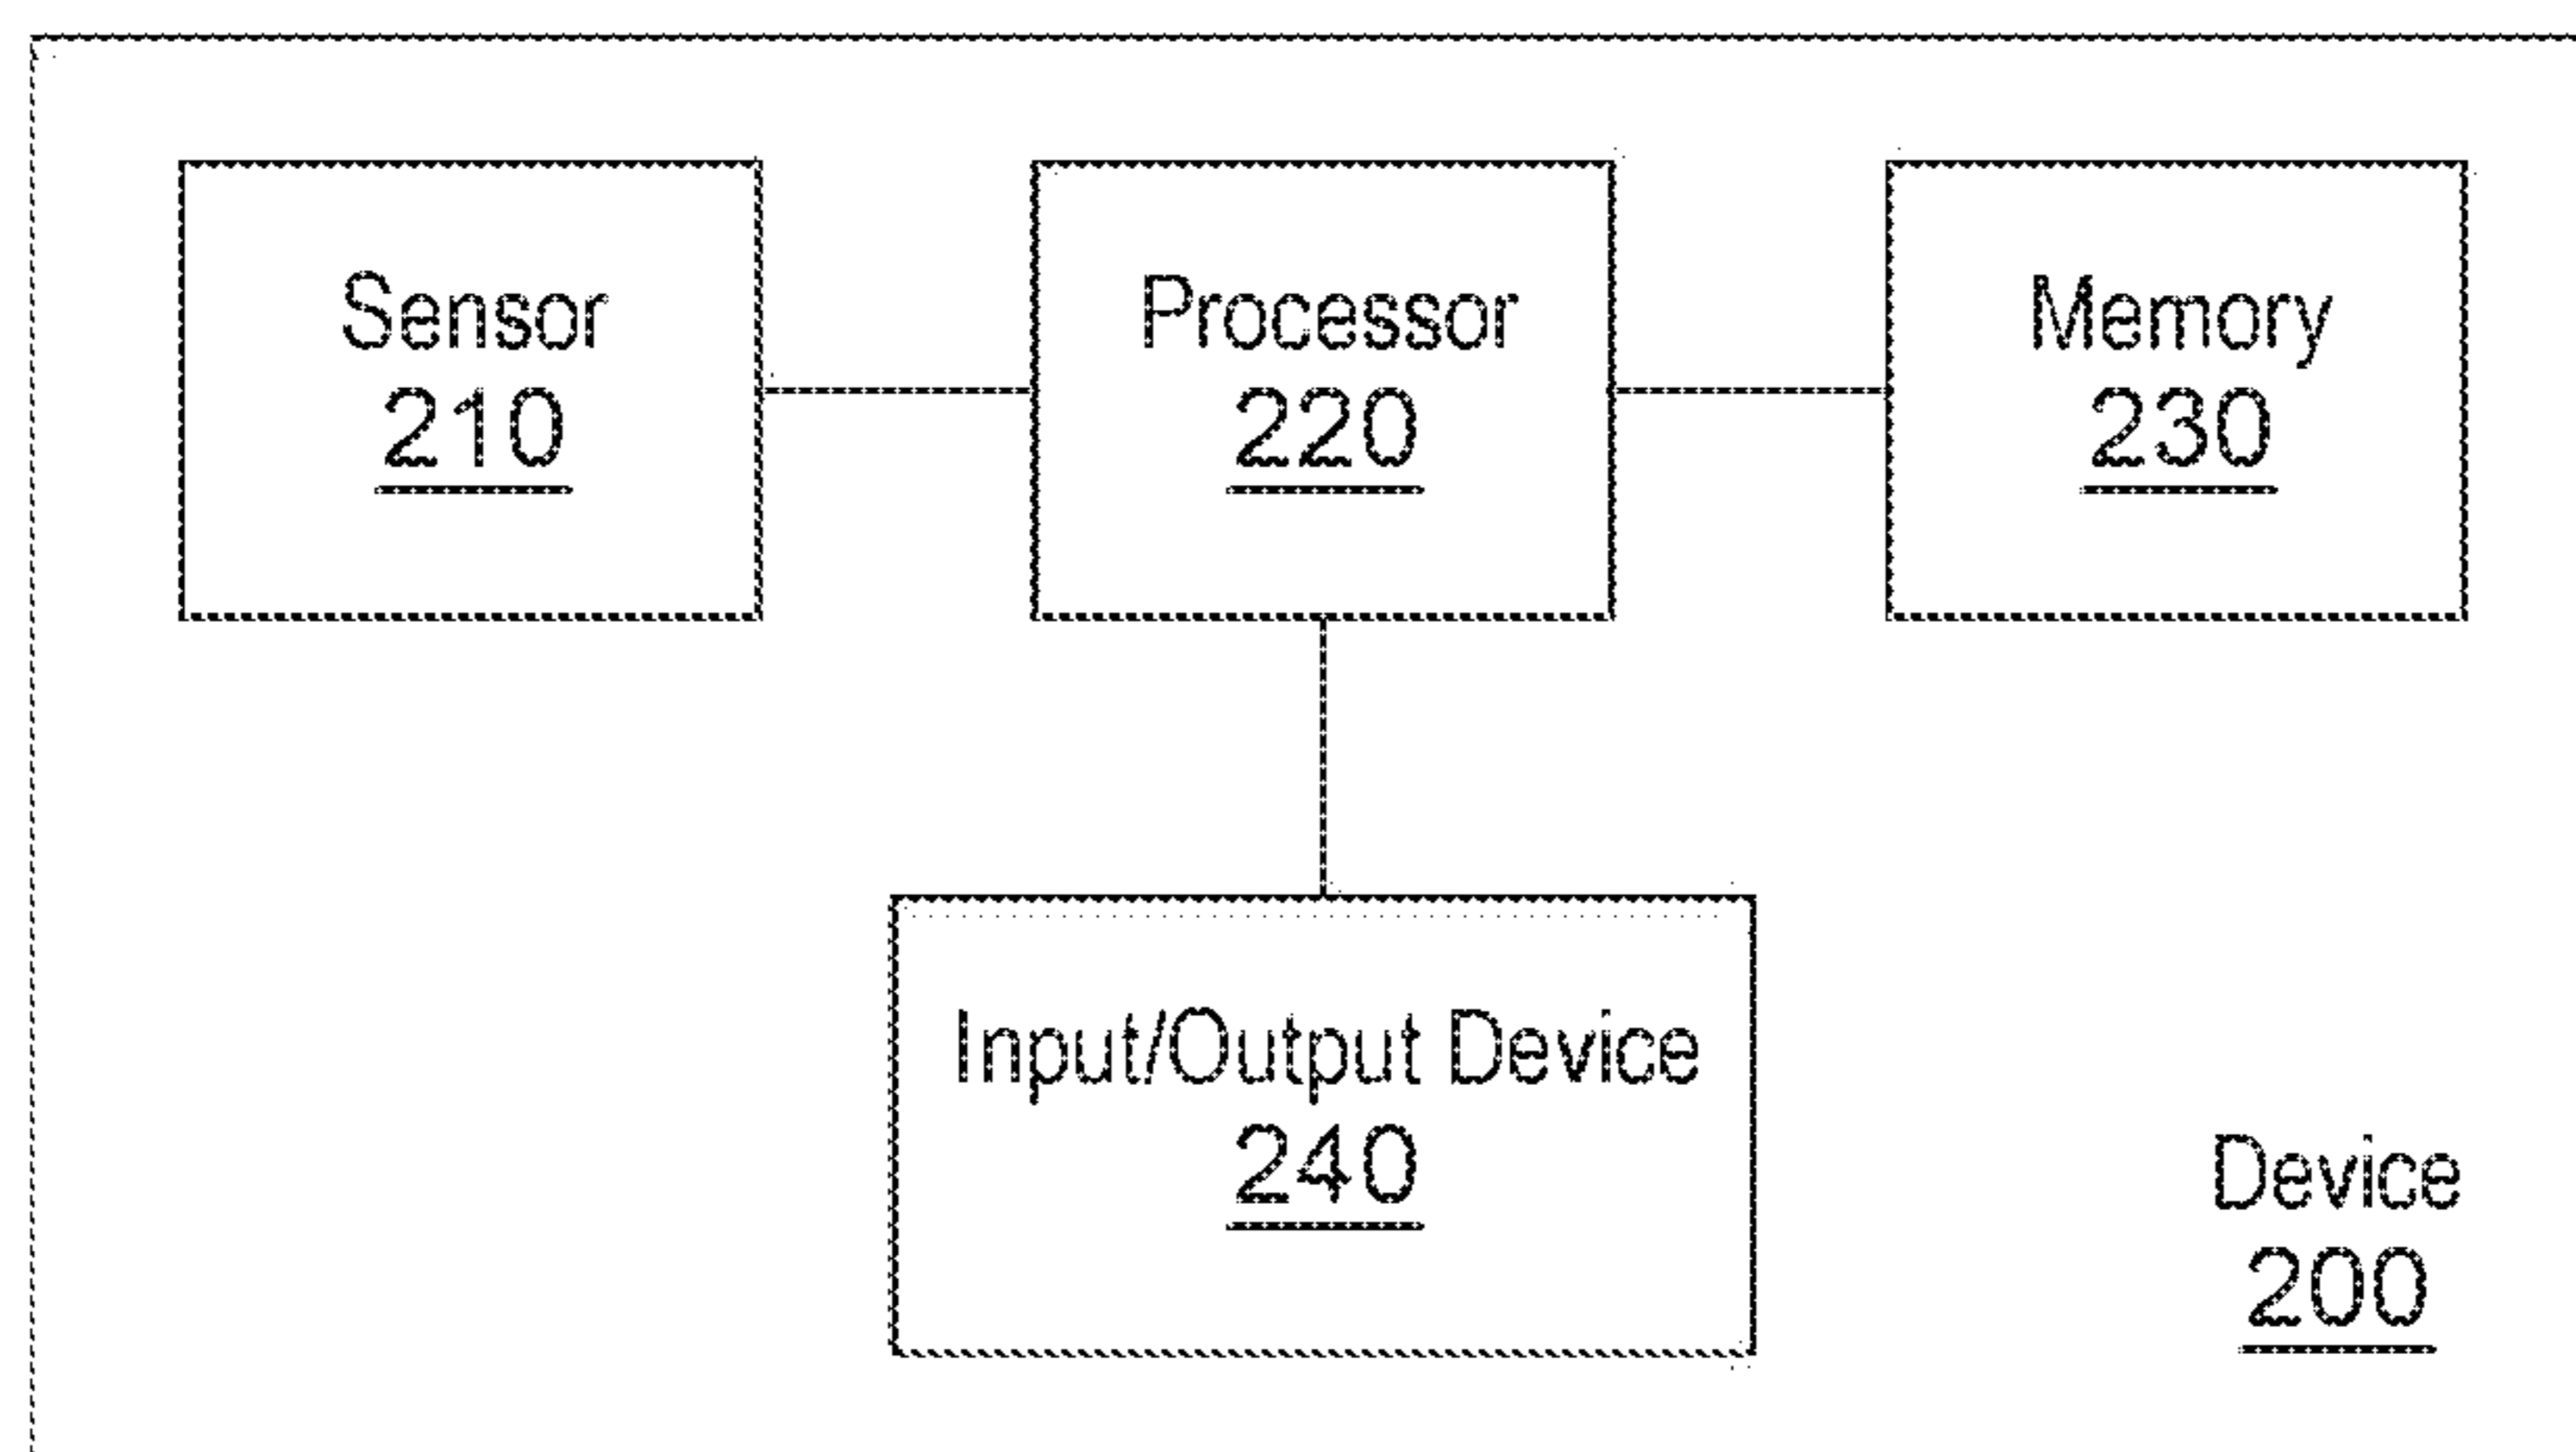 Sensor
210
Processor
220
Memory
230
Input/Output Device
240
Device
200